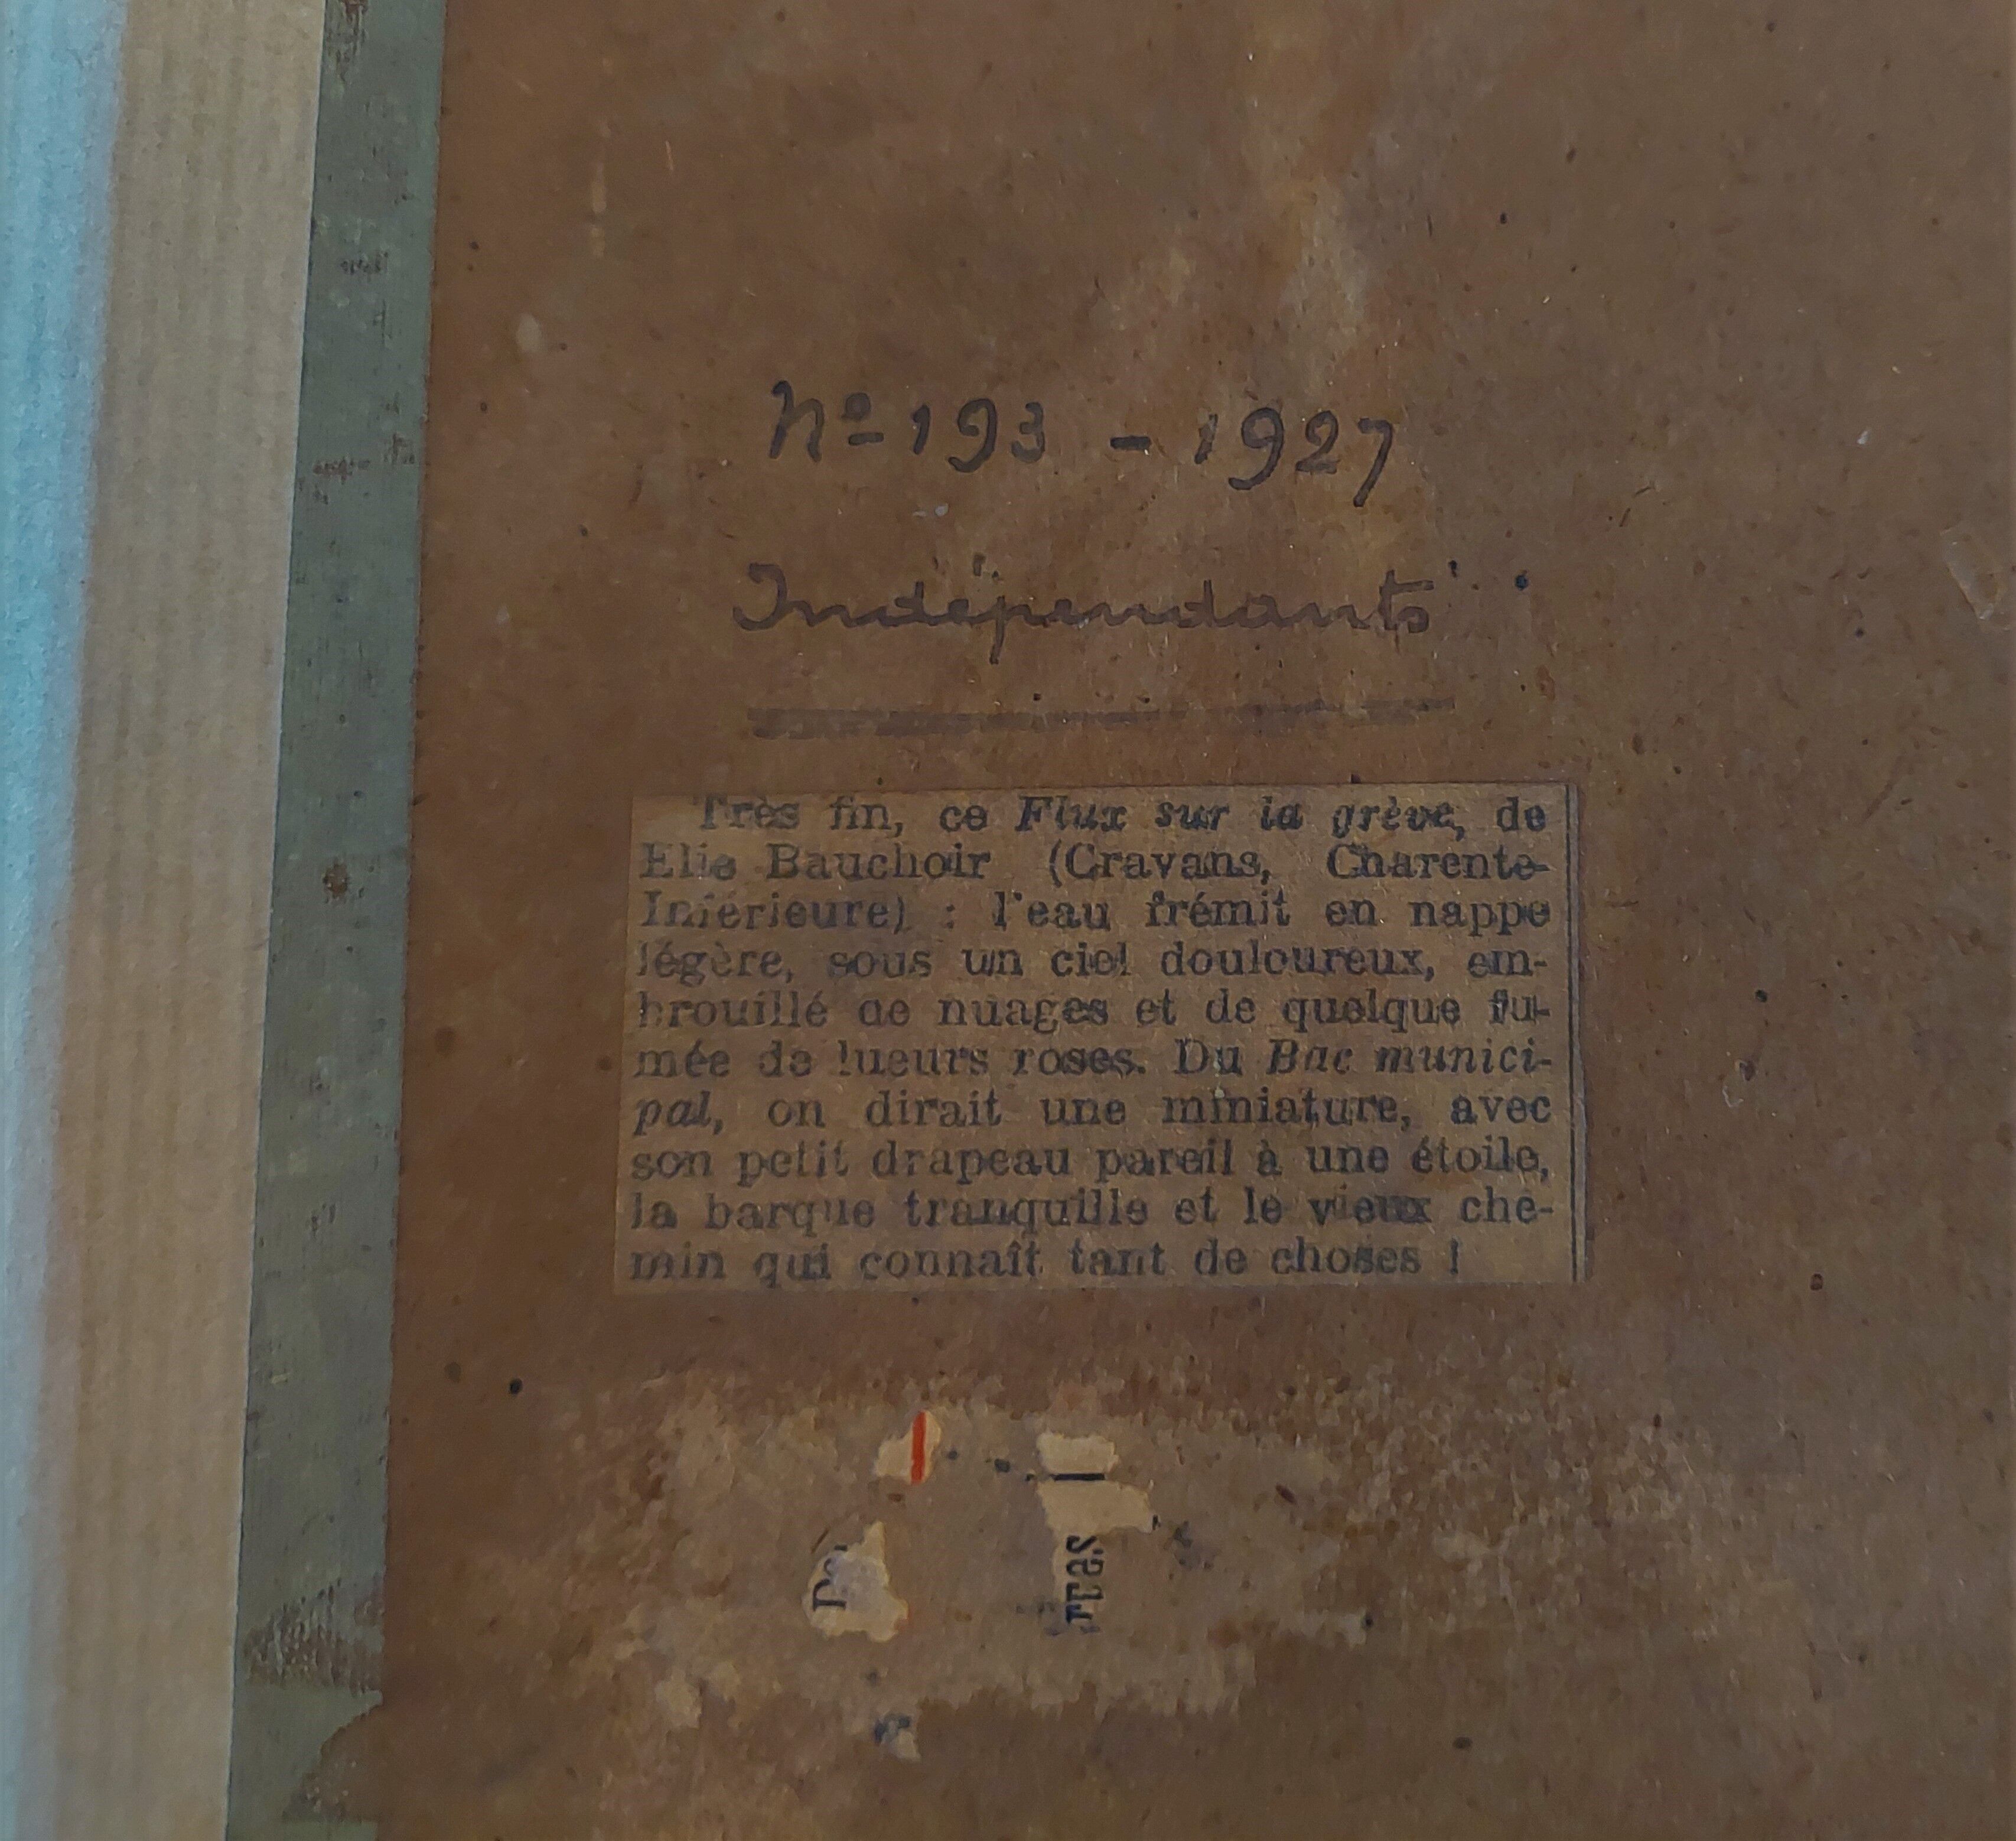 Nº 193 - 1927
Indépendants
Très fin, ce Flux sur la grève, de
Elie Bauchoir (Cravans, Charente-
Inférieure) : l'eau frémit en nappe
légère, sous un ciel douloureux, em-
brouillé de nuages et de quelque fu-
mée de lueurs roses. Du Bac munici-
pal, on dirait une miniature, avec
son petit drapeau pareil à une étoile,
la barque tranquille et le vieux che-
min qui connaît tant de choses !